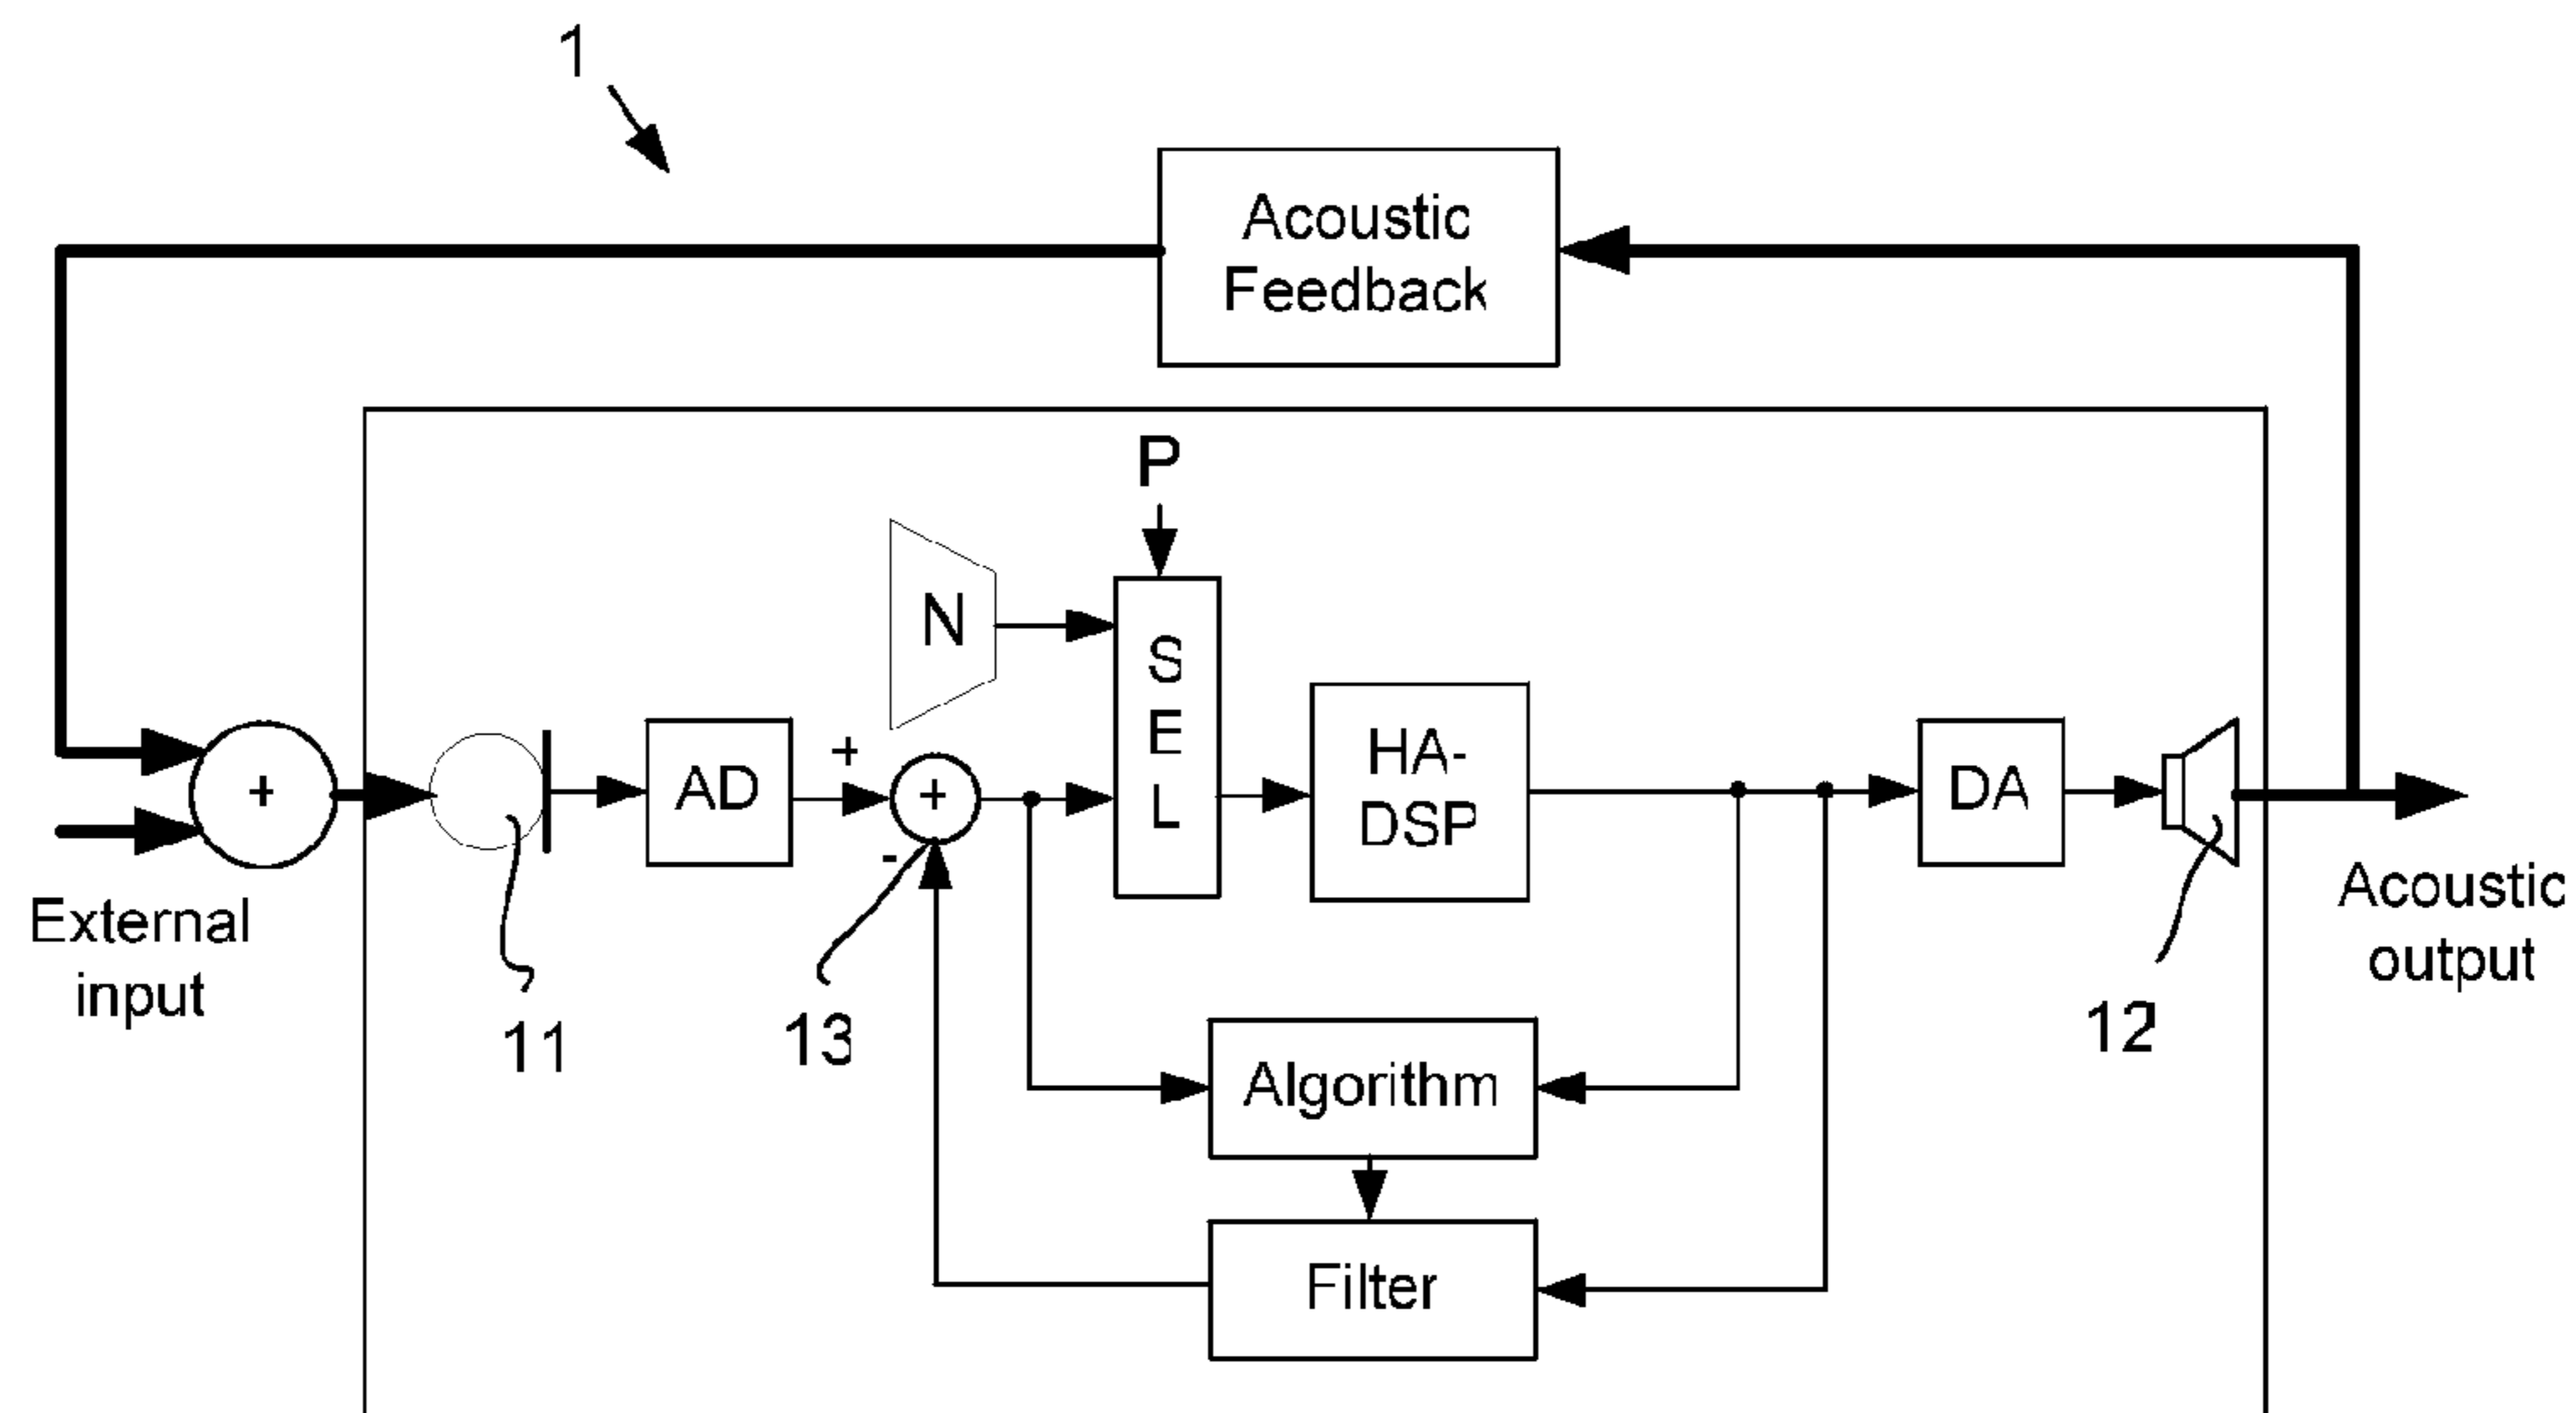 1
Acoustic
Feedback
P
N
S
E
L
+
AD
+
+
-
HA-
DSP
DA
External
input
11
13
Algorithm
12
Acoustic
output
Filter